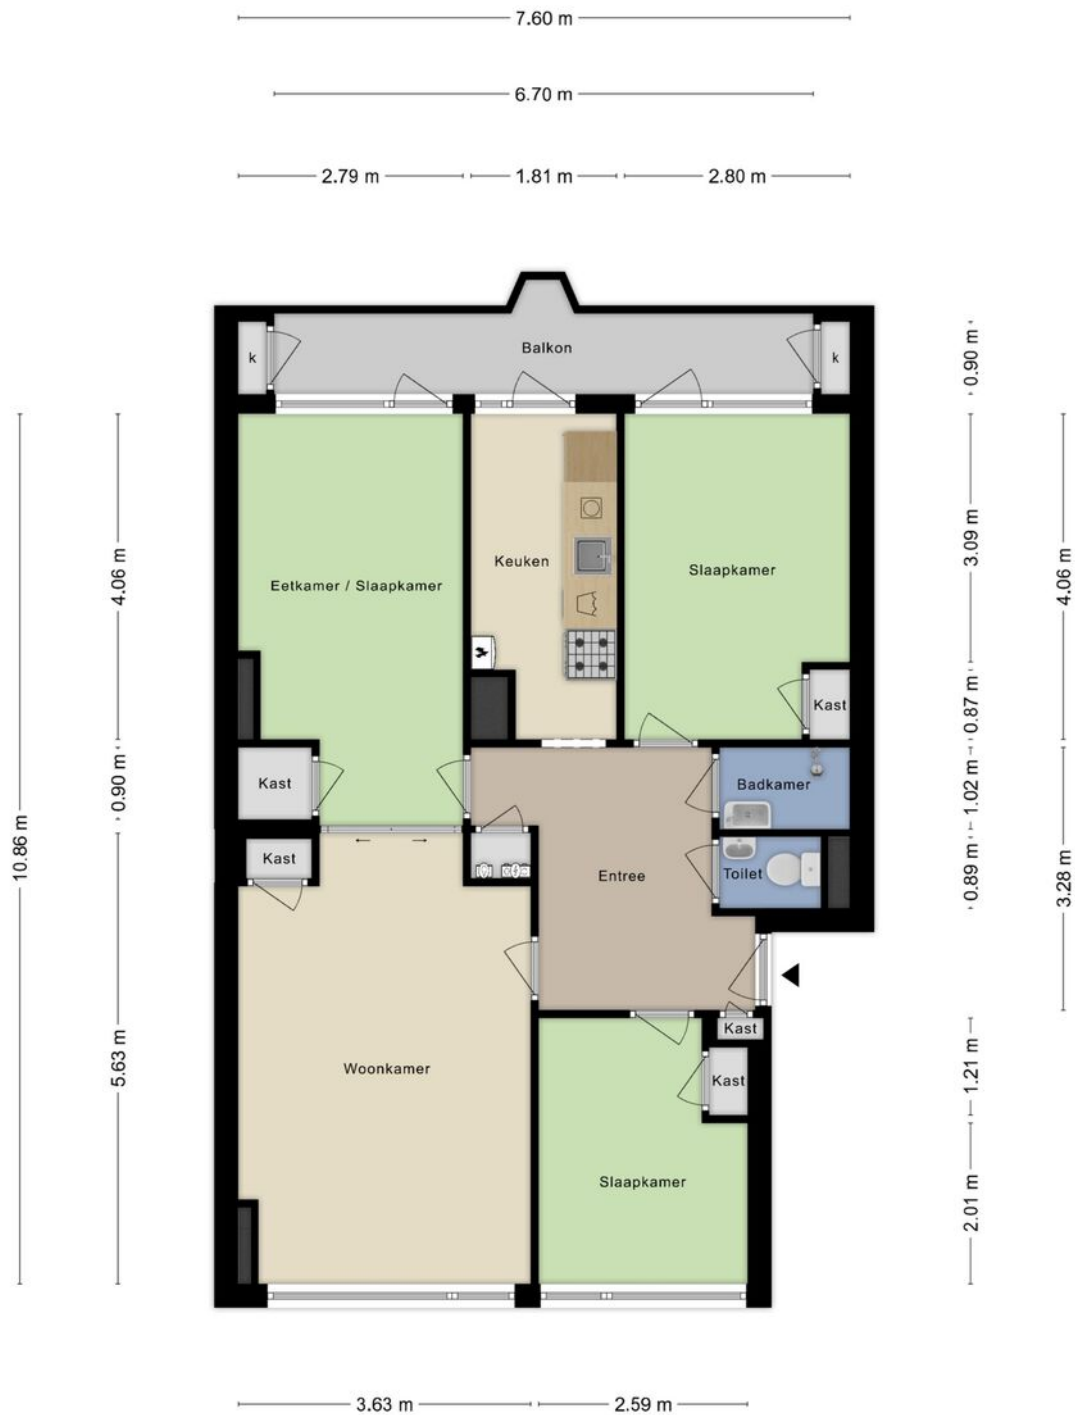 7.60 m
6.70 m
2.79 m
1.81 m
2.80 m
Balkon
k
k
0.90 m
4.06 m
3.09 m
4.06 m
Keuken
Slaapkamer
Eetkamer / Slaapkamer
Kast
0.87 m
Kast
Badkamer
0.90 m
1.02 m
10.86 m
Kast
Toilet
Entree
0.89 m
3.28 m
Kast
Kast
5.63 m
Woonkamer
1.21 m
Slaapkamer
2.01 m
3.63 m
2.59 m